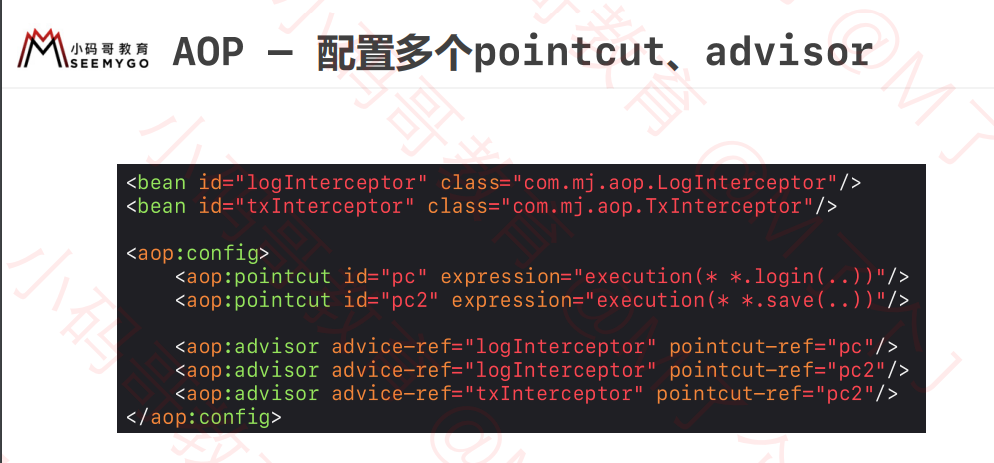 小码哥教育
SEEMYGO
AOP – 配置多个pointcut、advisor
<bean id="logInterceptor" class="com.mj.aop.LogInterceptor"/>
<bean id="txInterceptor" class="com.mj.aop.TxInterceptor"/>
<aop:config>
    <aop:pointcut id="pc" expression="execution(* *.login(..))"/>
    <aop:pointcut id="pc2" expression="execution(* *.save(..))"/>
    <aop:advisor advice-ref="logInterceptor" pointcut-ref="pc"/>
    <aop:advisor advice-ref="logInterceptor" pointcut-ref="pc2"/>
    <aop:advisor advice-ref="txInterceptor" pointcut-ref="pc2"/>
</aop:config>